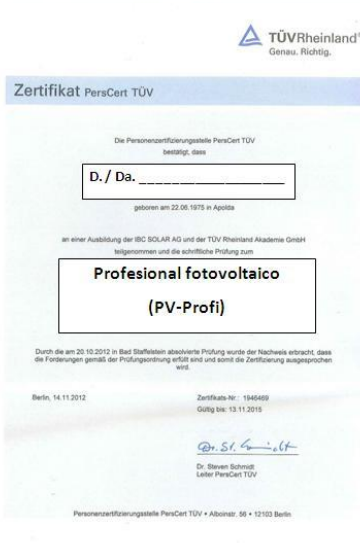 TÜVRheinland®
Genau. Richtig.
Zertifikat PersCert TÜV
Die Personenzertifizierungsstelle PersCert TÜV
bestätigt, dass
D. / Da. ____________________
geboren am 22.06.1975 in Apolda
an einer Ausbildung der IBC SOLAR AG und der TÜV Rheinland Akademie GmbH
teilgenommen und die schriftliche Prüfung zum
Profesional fotovoltaico
(PV-Profi)
Durch die am 20.10.2012 in Bad Staffelstein absolvierte Prüfung wurde der Nachweis erbracht, dass
die Forderungen gemäß der Prüfungsordnung erfüllt sind und somit die Zertifizierung ausgesprochen
wird.
Berlin, 14.11.2012
Zertifikats-Nr.: 1946469
Gültig bis: 13.11.2015
Dr. St. Schmidt
Dr. Steven Schmidt
Leiter PersCert TÜV
Personenzertifizierungsstelle PersCert TÜV • Alboinstr. 56 • 12103 Berlin